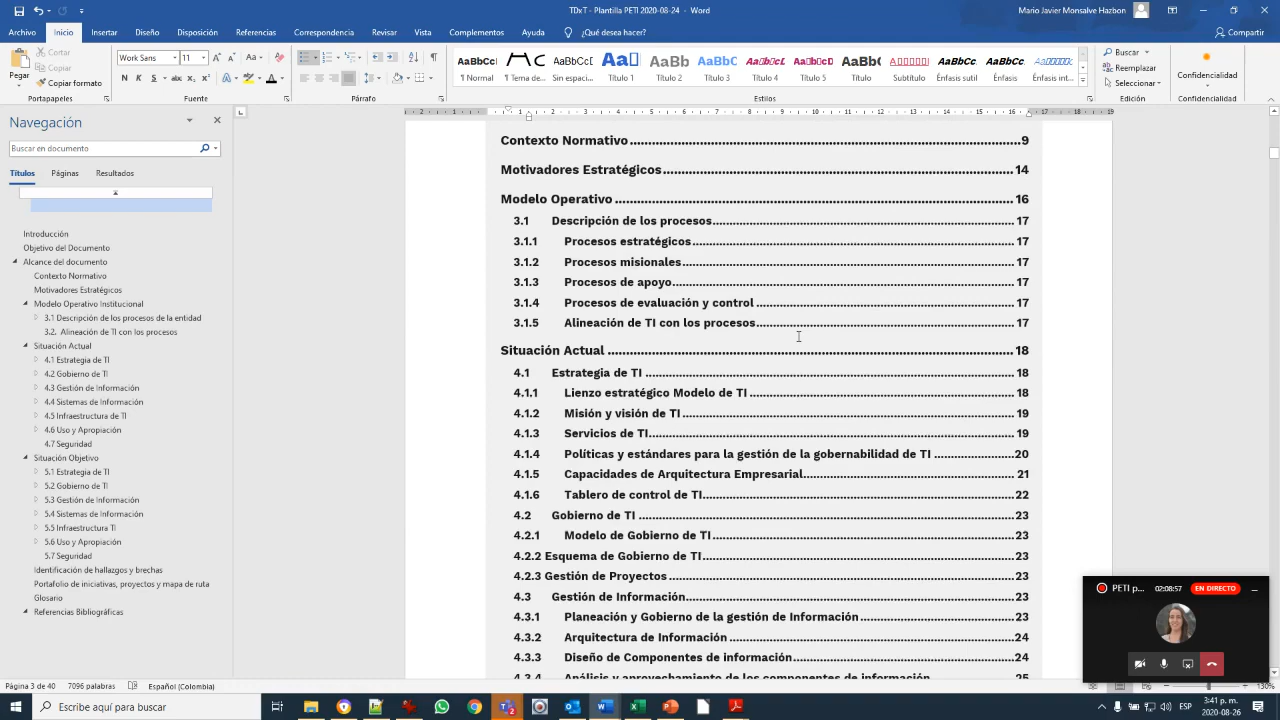 TDxT - Plantilla PETI 2020-08-24
Marcela Morales Hazbon
Archivo Inicio Insertar Diseño Disposición Referencias Correspondencia Revisar Vista Complementos Ayuda ¿Qué desea hacer? Compartir
Pegar
Cortar
Copiar
Copiar formato
Work Sans 11
N K S
AaBbCcI AaBbCcD AaBb AaBbC AaBbCcL AaBbCcD AaBbC AaBbCcD AaBbCc AaBbCc AaBbCcD
¶ Normal ¶ Tema de... Sin espaci... Título 1 Título 2 Título 3 Título 4 Título 5 Título Subtítulo Énfasis sutil Énfasis Énfasis int...
Buscar
Reemplazar
Seleccionar
Confidencialidad
Portapapeles Fuente Párrafo Estilos Edición Confidencialidad
Navegación
Buscar en documento
Títulos Páginas Resultados
Introducción
Objetivo del Documento
Alcance del documento
Contexto Normativo
Motivadores Estratégicos
Modelo Operativo Institucional
3.1 Descripción de los procesos de la entidad
3.2. Alineación de TI con los procesos
Situación Actual
4.1 Estrategia de TI
4.2 Gobierno de TI
4.3 Gestión de Información
4.4 Sistemas de Información
4.5 Infraestructura de TI
4.6 Uso y Apropiación
4.7 Seguridad
Situación Objetivo
5.1 Estrategia de TI
5.2 Gobierno de TI
5.3 Gestión de Información
5.4 Sistemas de Información
5.5 Infraestructura TI
5.6 Uso y Apropiación
5.7 Seguridad
Identificación de hallazgos y brechas
Portafolio de iniciativas, proyectos y mapa de ruta
Glosario
Referencias Bibliográficas
Contexto Normativo 9
Motivadores Estratégicos 14
Modelo Operativo 16
3.1 Descripción de los procesos 17
3.1.1 Procesos estratégicos 17
3.1.2 Procesos misionales 17
3.1.3 Procesos de apoyo 17
3.1.4 Procesos de evaluación y control 17
3.1.5 Alineación de TI con los procesos 17
Situación Actual 18
4.1 Estrategia de TI 18
4.1.1 Lienzo estratégico Modelo de TI 18
4.1.2 Misión y visión de TI 19
4.1.3 Servicios de TI 19
4.1.4 Políticas y estándares para la gestión de la gobernabilidad de TI 20
4.1.5 Capacidades de Arquitectura Empresarial 21
4.1.6 Tablero de control de TI 22
4.2 Gobierno de TI 23
4.2.1 Modelo de Gobierno de TI 23
4.2.2 Esquema de Gobierno de TI 23
4.2.3 Gestión de Proyectos 23
4.3 Gestión de Información 23
4.3.1 Planeación y Gobierno de la gestión de Información 23
4.3.2 Arquitectura de Información 24
4.3.3 Diseño de Componentes de información 24
4.3.4 Análisis y aprovechamiento de los componentes de información 25
PETI p... 02:08:57 EN DIRECTO
Página 3 de 40 7096 palabras Español (Colombia)
Escribe aquí para buscar
ESP
3:41 p. m.
2020-08-26